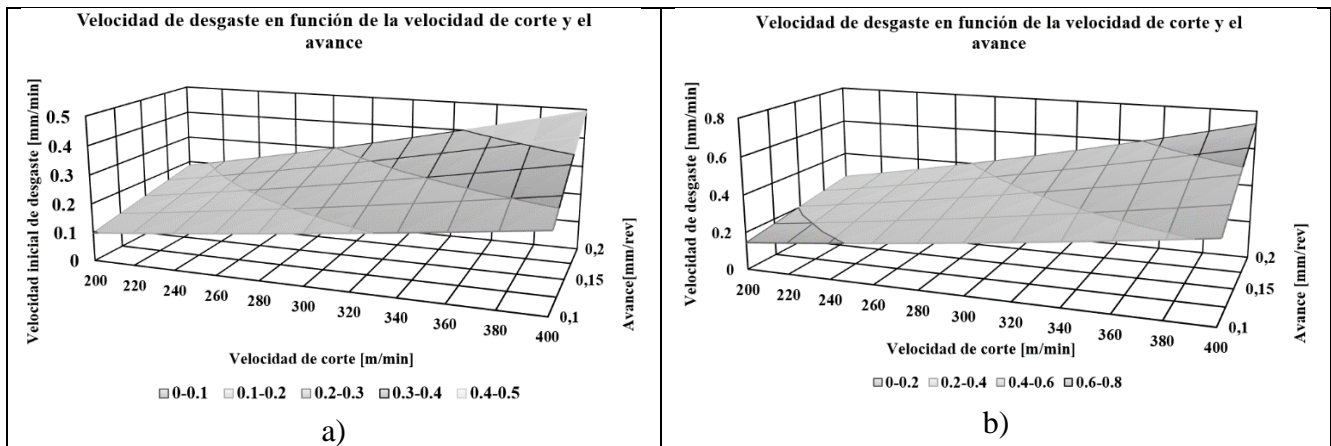 Velocidad de desgaste en función de la velocidad de corte y el
avance
Velocidad inicial de desgaste [mm/min]
0.5
0.4
0.3
0.2
0.1
0
200
220
240
260
280
300
320
340
360
380
400
0,2
0,15
0,1
Avance[mm/rev]
Velocidad de corte [m/min]
0-0.1 0.1-0.2 0.2-0.3 0.3-0.4 0.4-0.5
a)
Velocidad de desgaste en función de la velocidad de corte y el
avance
Velocidad de desgaste [mm/min]
0.8
0.6
0.4
0.2
0
200
220
240
260
280
300
320
340
360
380
400
0,2
0,15
0,1
Avance [mm/rev]
Velocidad de corte [m/min]
0-0.2 0.2-0.4 0.4-0.6 0.6-0.8
b)